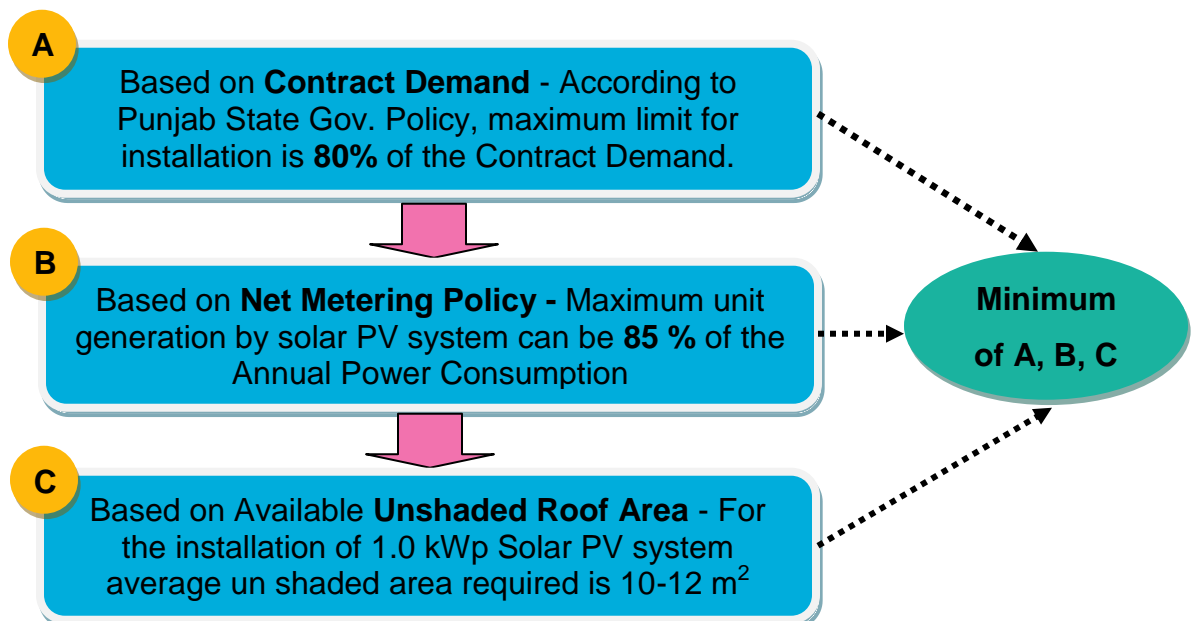 A
Based on Contract Demand - According to
Punjab State Gov. Policy, maximum limit for
installation is 80% of the Contract Demand.
B
Based on Net Metering Policy - Maximum unit
generation by solar PV system can be 85 % of the
Annual Power Consumption
Minimum
of A, B, C
C
Based on Available Unshaded Roof Area - For
the installation of 1.0 kWp Solar PV system
average un shaded area required is 10-12 m²